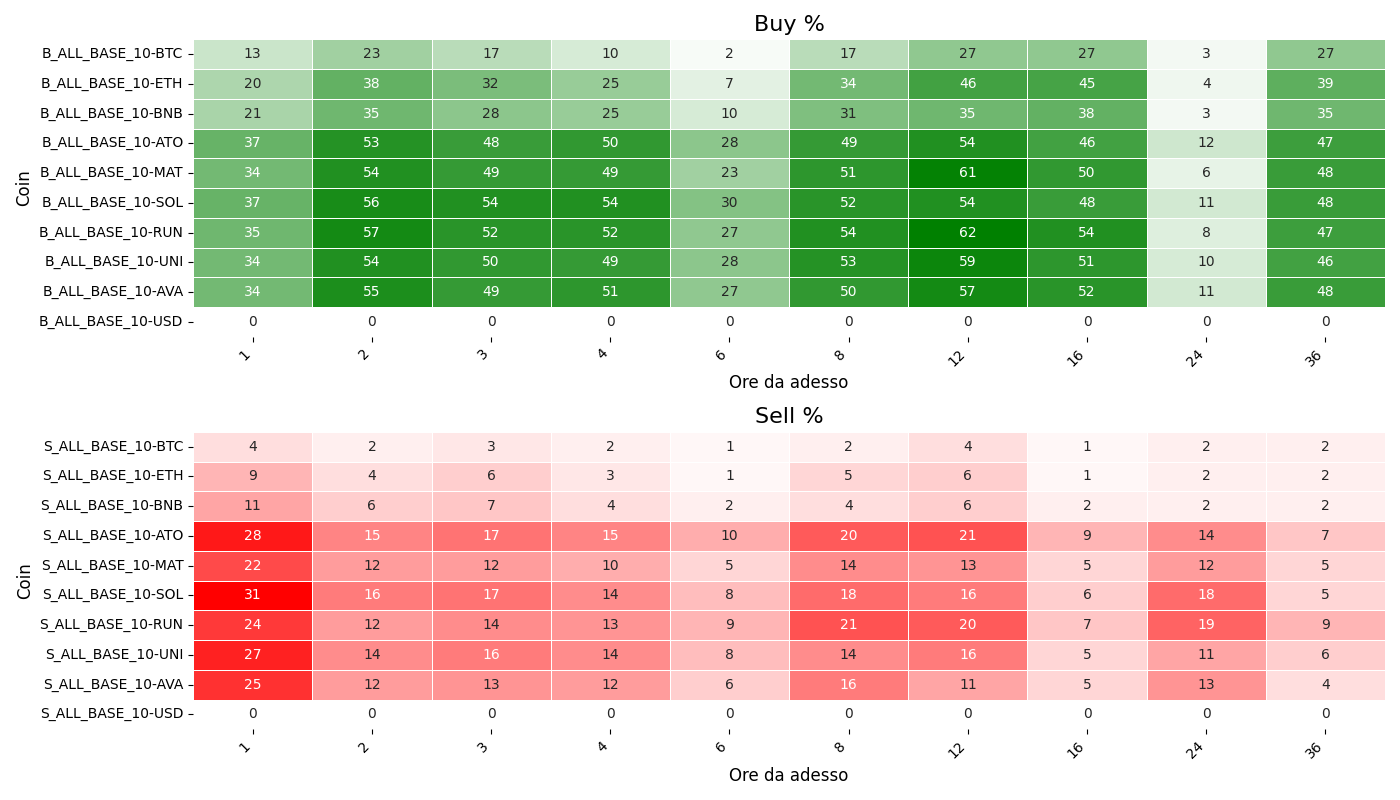 Buy %
Coin
B_ALL_BASE_10-BTC 13 23 17 10 2 17 27 27 3 27
B_ALL_BASE_10-ETH 20 38 32 25 7 34 46 45 4 39
B_ALL_BASE_10-BNB 21 35 28 25 10 31 35 38 3 35
B_ALL_BASE_10-ATO 37 53 48 50 28 49 54 46 12 47
B_ALL_BASE_10-MAT 34 54 49 49 23 51 61 50 6 48
B_ALL_BASE_10-SOL 37 56 54 54 30 52 54 48 11 48
B_ALL_BASE_10-RUN 35 57 52 52 27 54 62 54 8 47
B_ALL_BASE_10-UNI 34 54 50 49 28 53 59 51 10 46
B_ALL_BASE_10-AVA 34 55 49 51 27 50 57 52 11 48
B_ALL_BASE_10-USD 0 0 0 0 0 0 0 0 0 0
1 2 3 4 6 8 12 16 24 36
Ore da adesso
Sell %
Coin
S_ALL_BASE_10-BTC 4 2 3 2 1 2 4 1 2 2
S_ALL_BASE_10-ETH 9 4 6 3 1 5 6 1 2 2
S_ALL_BASE_10-BNB 11 6 7 4 2 4 6 2 2 2
S_ALL_BASE_10-ATO 28 15 17 15 10 20 21 9 14 7
S_ALL_BASE_10-MAT 22 12 12 10 5 14 13 5 12 5
S_ALL_BASE_10-SOL 31 16 17 14 8 18 16 6 18 5
S_ALL_BASE_10-RUN 24 12 14 13 9 21 20 7 19 9
S_ALL_BASE_10-UNI 27 14 16 14 8 14 16 5 11 6
S_ALL_BASE_10-AVA 25 12 13 12 6 16 11 5 13 4
S_ALL_BASE_10-USD 0 0 0 0 0 0 0 0 0 0
1 2 3 4 6 8 12 16 24 36
Ore da adesso